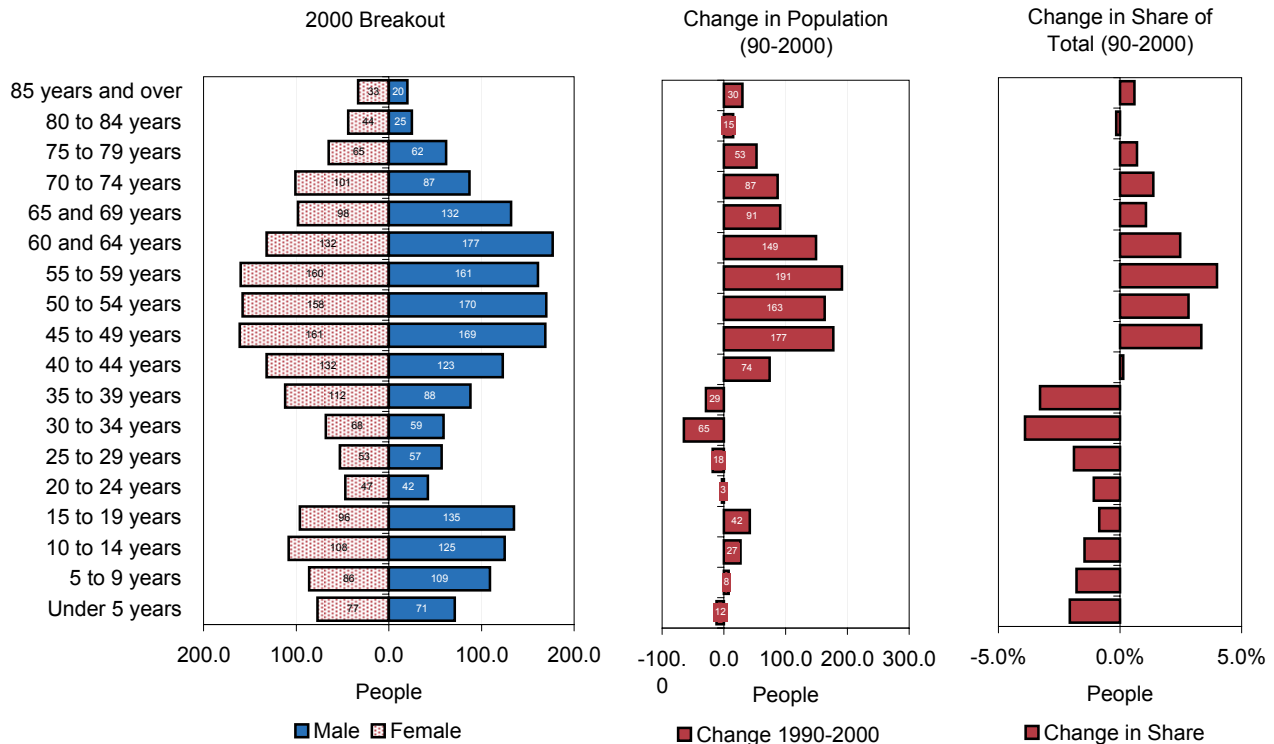 2000 Breakout
Change in Population
(90-2000)
Change in Share of
Total (90-2000)
85 years and over 33 20 30
80 to 84 years 44 25 15
75 to 79 years 65 62 53
70 to 74 years 101 87 87
65 and 69 years 98 132 91
60 and 64 years 132 177 149
55 to 59 years 160 161 191
50 to 54 years 158 170 163
45 to 49 years 161 169 177
40 to 44 years 132 123 74
35 to 39 years 112 88 29
30 to 34 years 68 59 65
25 to 29 years 53 57 18
20 to 24 years 47 42 3
15 to 19 years 96 135 42
10 to 14 years 108 125 27
5 to 9 years 86 109 8
Under 5 years 77 71 12
200.0 100.0 0.0 100.0 200.0
-100.
0
0.0 100.0 200.0 300.0
-5.0% 0.0% 5.0%
People
People
People
Male Female
Change 1990-2000
Change in Share